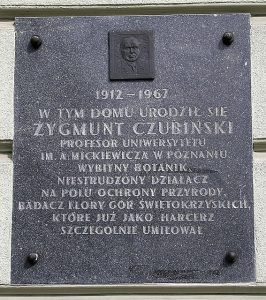 1912 – 1967
W TYM DOMU URODZIŁ SIĘ
ZYGMUNT CZUBIŃSKI
PROFESOR UNIWERSYTETU
IM. A. MICKIEWICZA W POZNANIU,
WYBITNY BOTANIK,
NIESTRUDZONY DZIAŁACZ
NA POLU OCHRONY PRZYRODY,
BADACZ FLORY GÓR ŚWIĘTOKRZYSKICH,
KTÓRE JUŻ JAKO HARCERZ
SZCZEGÓLNIE UMIŁOWAŁ